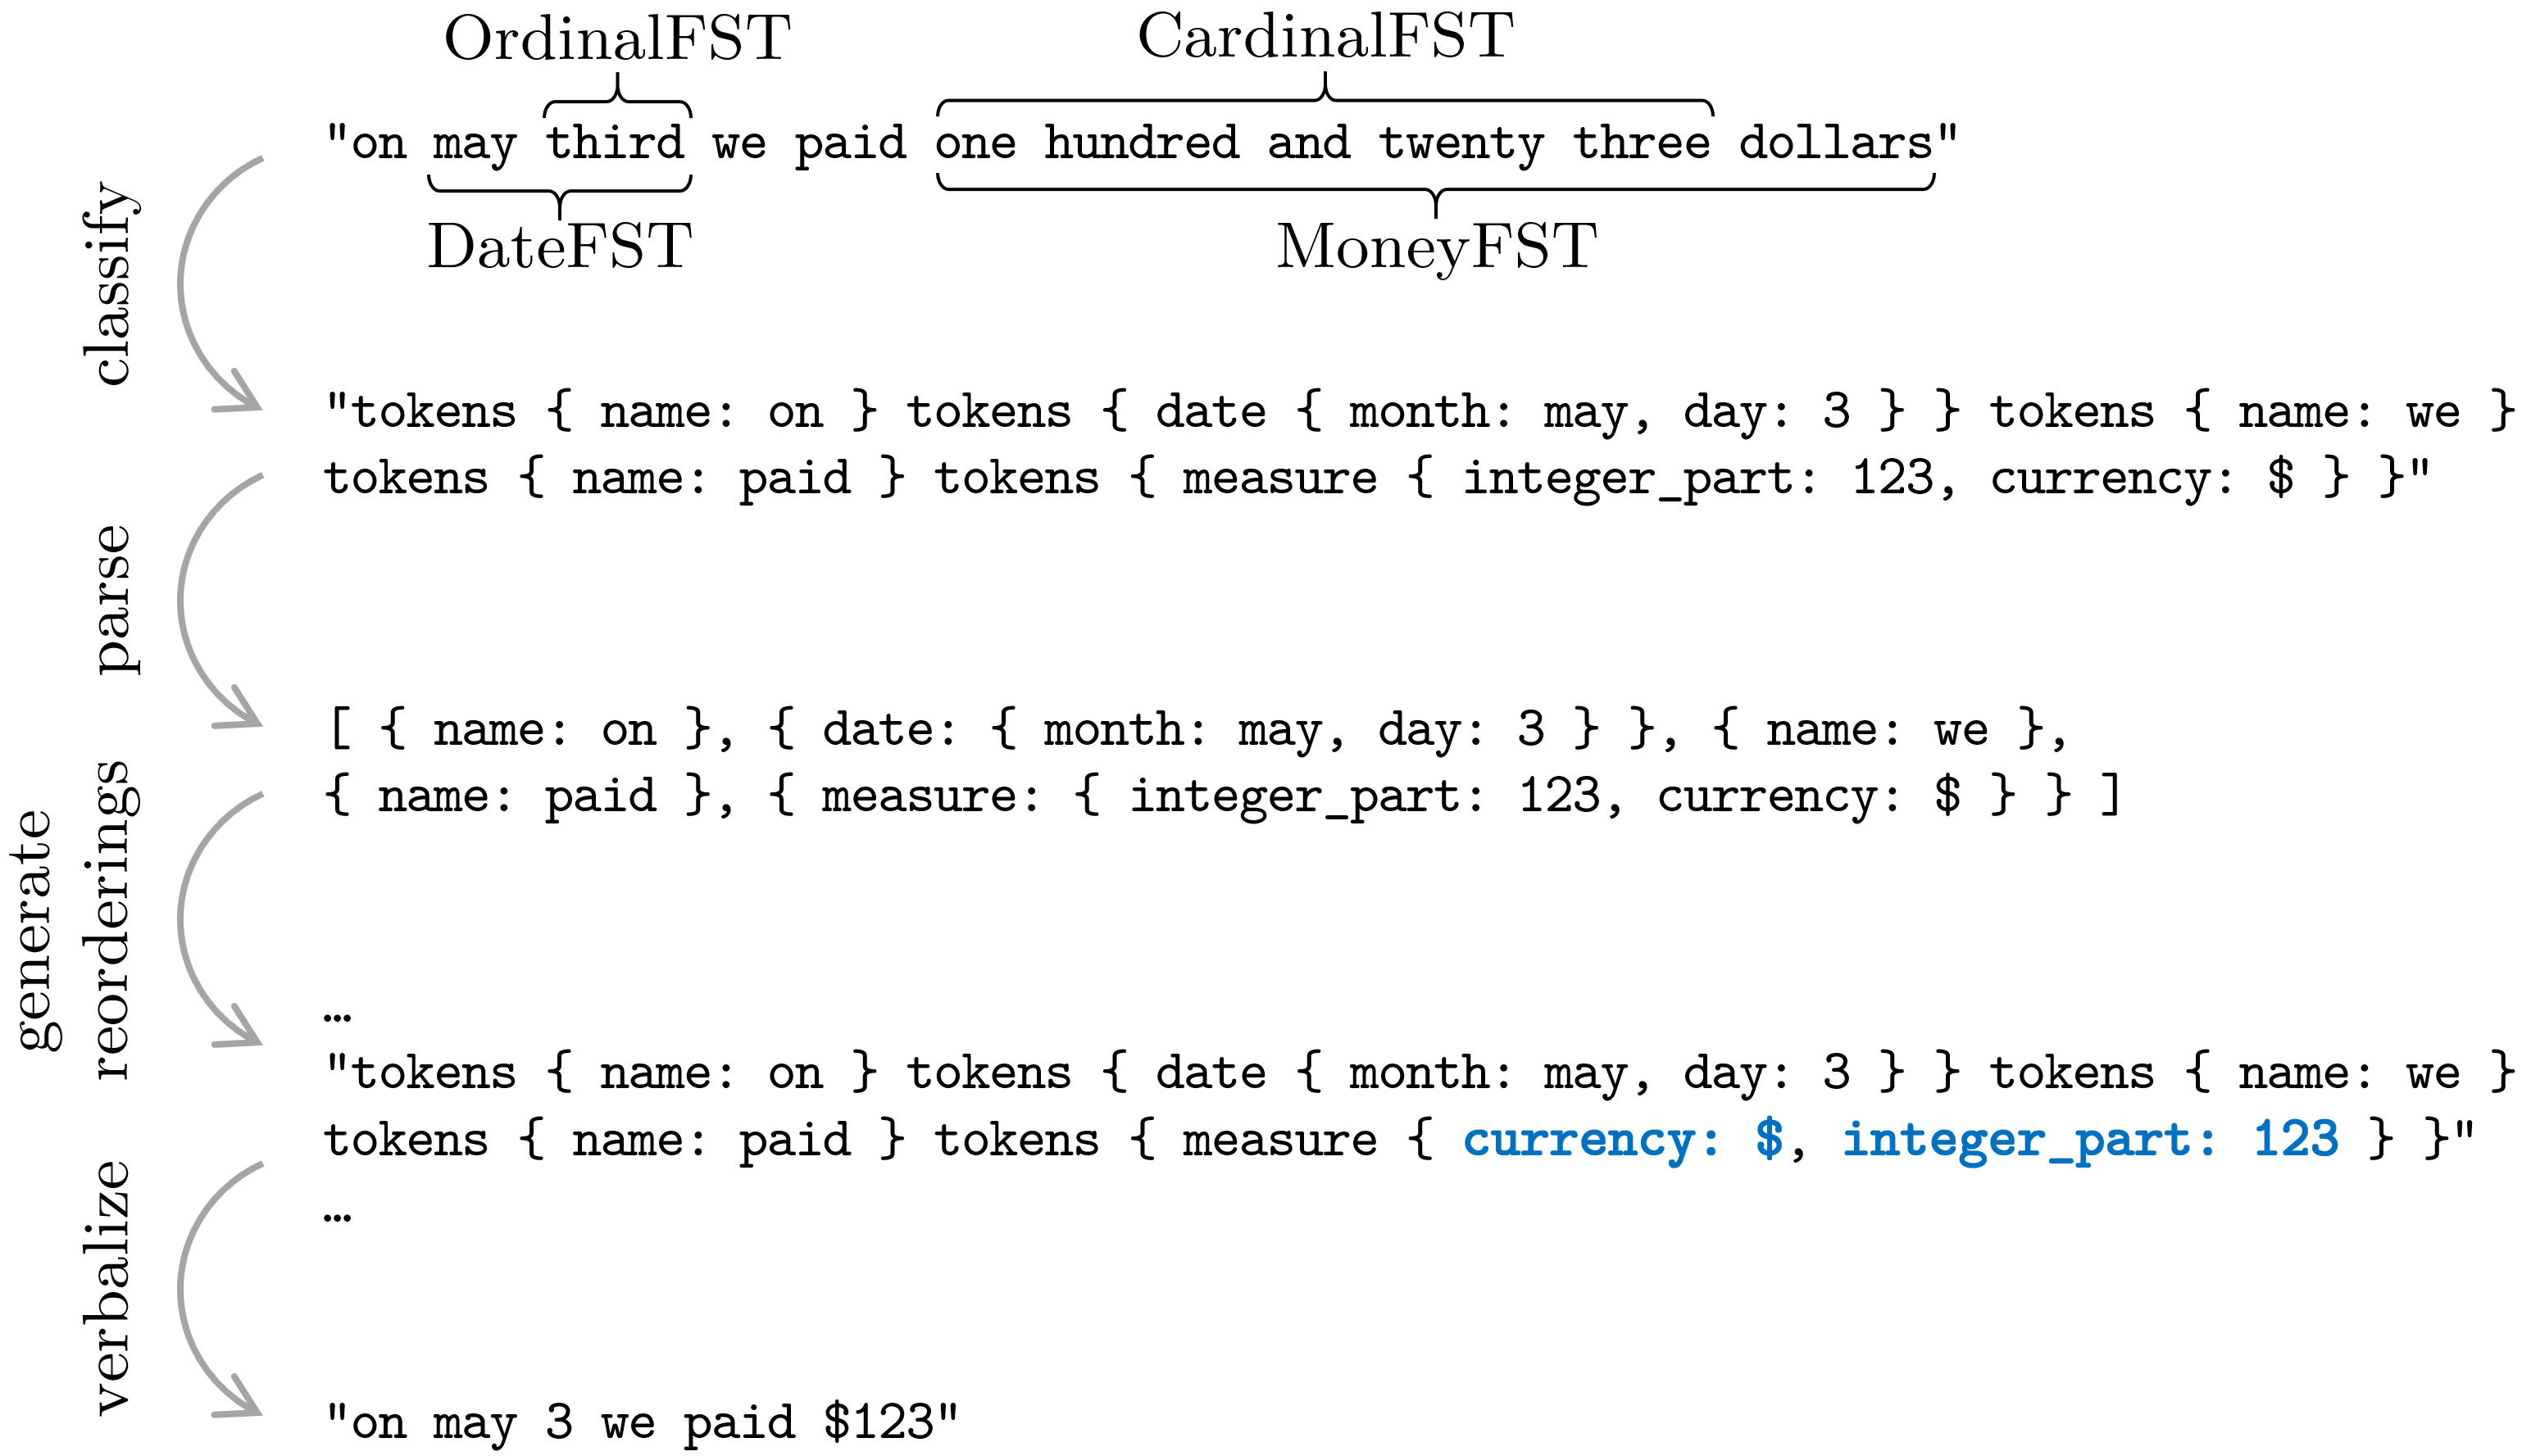 OrdinalFST CardinalFST
"on may third we paid one hundred and twenty three dollars"
DateFST MoneyFST
classify
"tokens { name: on } tokens { date { month: may, day: 3 } } tokens { name: we }
tokens { name: paid } tokens { measure { integer_part: 123, currency: $ } }"
parse
[ { name: on }, { date: { month: may, day: 3 } }, { name: we },
{ name: paid }, { measure: { integer_part: 123, currency: $ } } ]
generate
reorderings
…
"tokens { name: on } tokens { date { month: may, day: 3 } } tokens { name: we }
tokens { name: paid } tokens { measure { currency: $, integer_part: 123 } }"
…
verbalize
"on may 3 we paid $123"